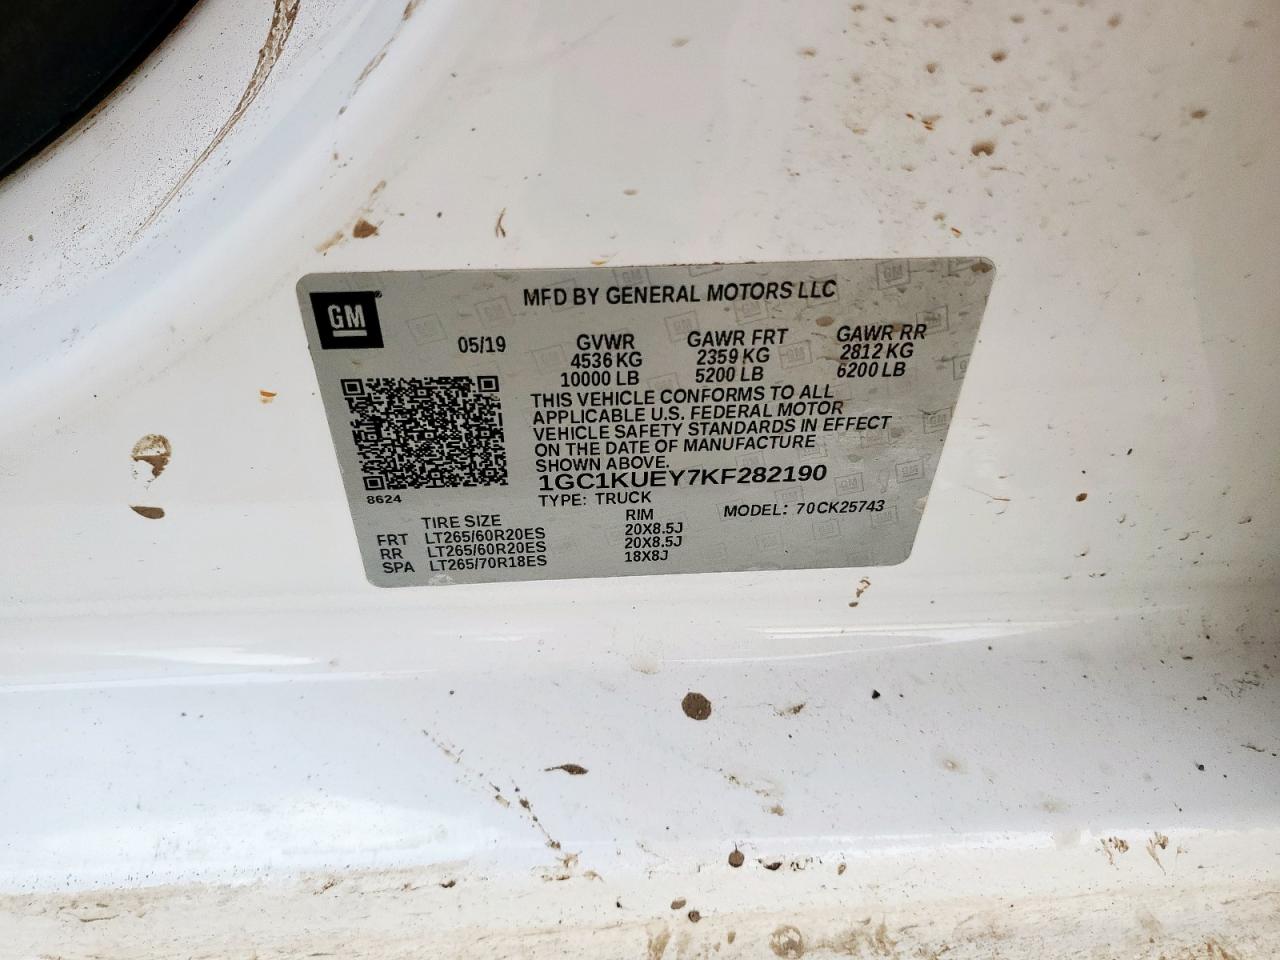 GM
MFD BY GENERAL MOTORS LLC
05/19 GVWR GAWR FRT GAWR RR
4536 KG 2359 KG 2812 KG
10000 LB 5200 LB 6200 LB
THIS VEHICLE CONFORMS TO ALL
APPLICABLE U.S. FEDERAL MOTOR
VEHICLE SAFETY STANDARDS IN EFFECT
ON THE DATE OF MANUFACTURE
SHOWN ABOVE.
1GC1KUEY7KF282190
8624
TYPE: TRUCK MODEL: 70CK25743
TIRE SIZE RIM
FRT LT265/60R20ES 20X8.5J
RR LT265/60R20ES 20X8.5J
SPA LT265/70R18ES 18X8J